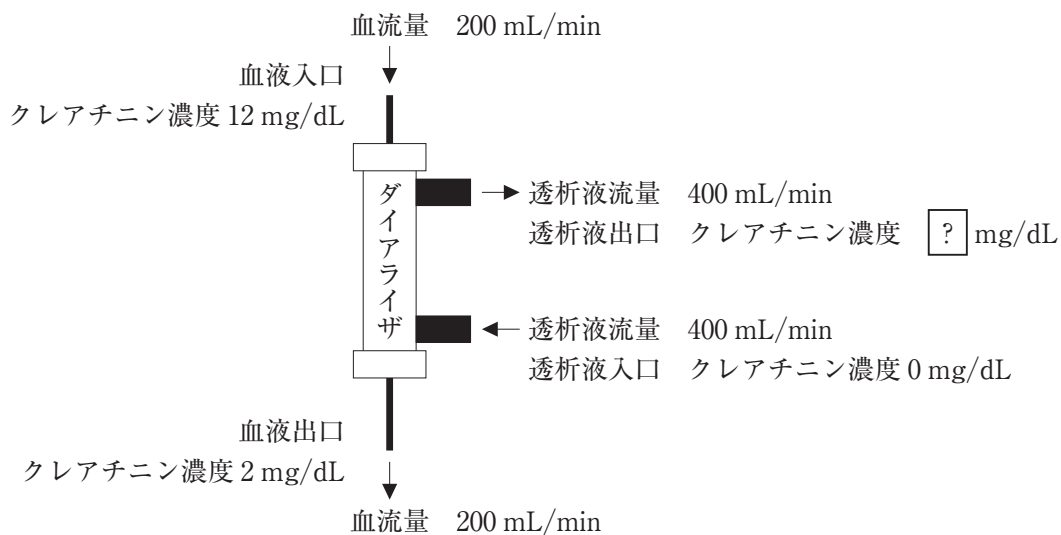 血流量 200 mL/min
血液入口
クレアチニン濃度 12 mg/dL
ダイアライザ
透析液流量 400 mL/min
透析液出口 クレアチニン濃度 ? mg/dL
透析液流量 400 mL/min
透析液入口 クレアチニン濃度 0 mg/dL
血液出口
クレアチニン濃度 2 mg/dL
血流量 200 mL/min